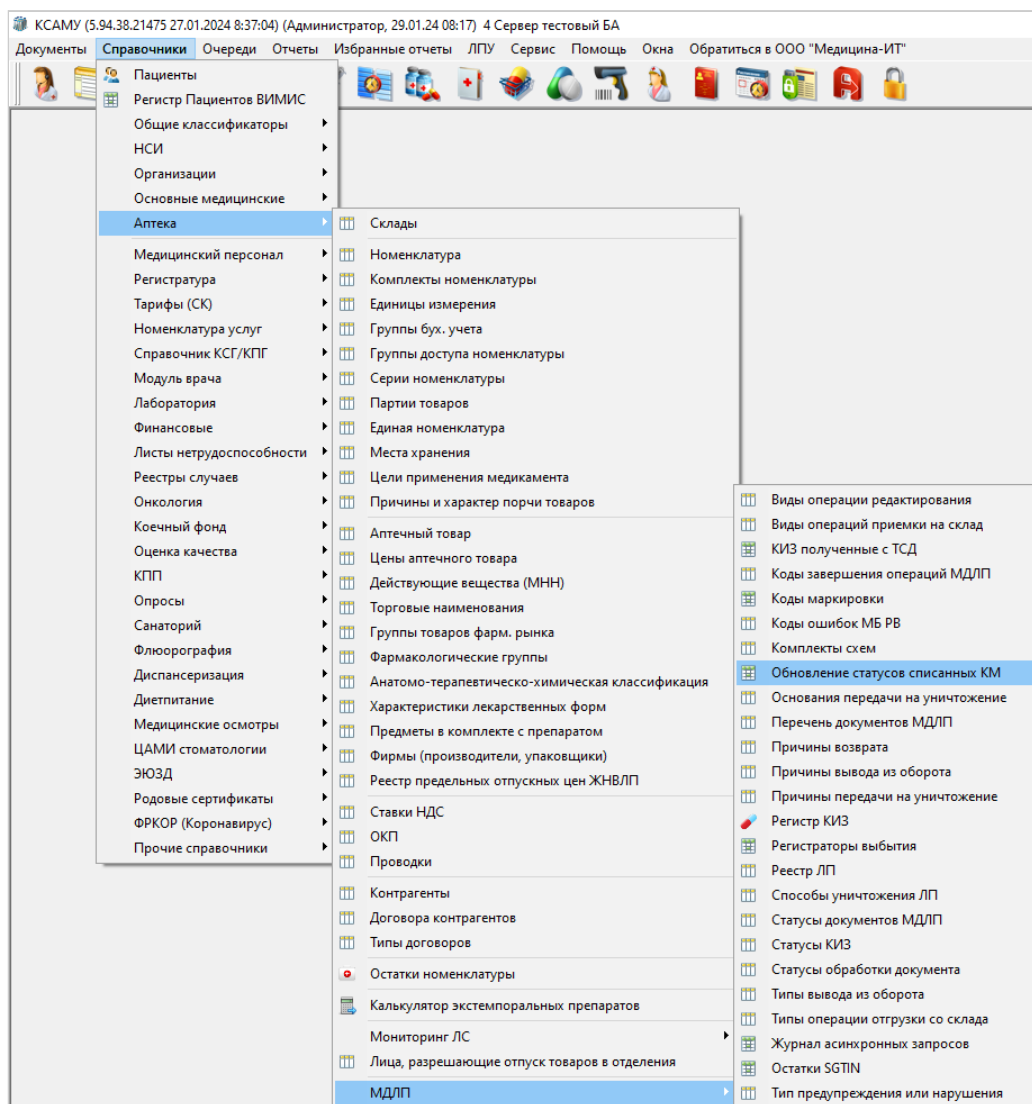 КСАМУ (5.94.38.21475 27.01.2024 8:37:04) (Администратор, 29.01.24 08:17) 4 Сервер тестовый БА
Документы Справочники Очереди Отчеты Избранные отчеты ЛПУ Сервис Помощь Окна Обратиться в ООО "Медицина-ИТ"
Пациенты
Регистр Пациентов ВИМИС
Общие классификаторы
НСИ
Организации
Основные медицинские
Аптека
Медицинский персонал
Регистратура
Тарифы (СК)
Номенклатура услуг
Справочник КСГ/КПГ
Модуль врача
Лаборатория
Финансовые
Листы нетрудоспособности
Реестры случаев
Онкология
Коечный фонд
Оценка качества
КПП
Опросы
Санаторий
Флюорография
Диспансеризация
Диетпитание
Медицинские осмотры
ЦАМИ стоматологии
ЭЮЗД
Родовые сертификаты
ФРКОР (Коронавирус)
Прочие справочники
Склады
Номенклатура
Комплекты номенклатуры
Единицы измерения
Группы бух. учета
Группы доступа номенклатуры
Серии номенклатуры
Партии товаров
Единая номенклатура
Места хранения
Цели применения медикамента
Причины и характер порчи товаров
Аптечный товар
Цены аптечного товара
Действующие вещества (МНН)
Торговые наименования
Группы товаров фарм. рынка
Фармакологические группы
Анатомо-терапевтическо-химическая классификация
Характеристики лекарственных форм
Предметы в комплекте с препаратом
Фирмы (производители, упаковщики)
Реестр предельных отпускных цен ЖНВЛП
Ставки НДС
ОКП
Проводки
Контрагенты
Договора контрагентов
Типы договоров
Остатки номенклатуры
Калькулятор экстемпоральных препаратов
Мониторинг ЛС
Лица, разрешающие отпуск товаров в отделения
МДЛП
Виды операции редактирования
Виды операций приемки на склад
КИЗ полученные с ТСД
Коды завершения операций МДЛП
Коды маркировки
Коды ошибок МБ РВ
Комплекты схем
Обновление статусов списанных КМ
Основания передачи на уничтожение
Перечень документов МДЛП
Причины возврата
Причины вывода из оборота
Причины передачи на уничтожение
Регистр КИЗ
Регистраторы выбытия
Реестр ЛП
Способы уничтожения ЛП
Статусы документов МДЛП
Статусы КИЗ
Статусы обработки документа
Типы вывода из оборота
Типы операции отгрузки со склада
Журнал асинхронных запросов
Остатки SGTIN
Тип предупреждения или нарушения